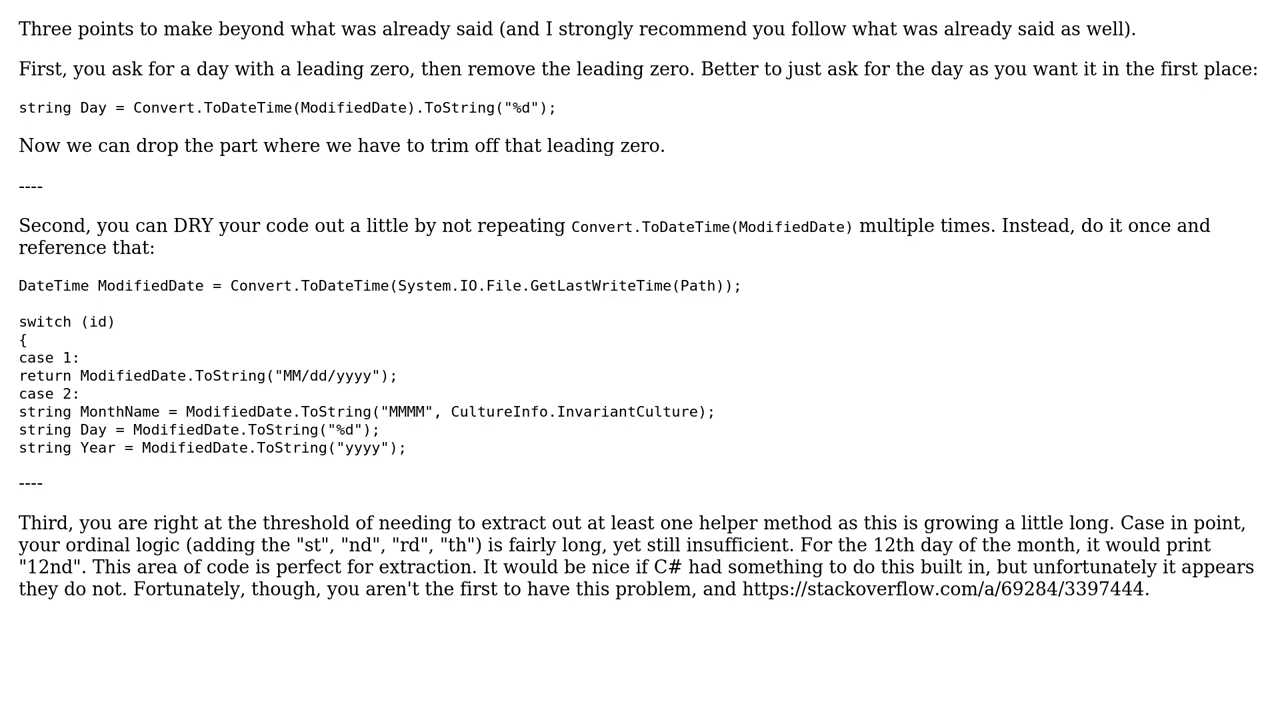 Three points to make beyond what was already said (and I strongly recommend you follow what was already said as well).
First, you ask for a day with a leading zero, then remove the leading zero. Better to just ask for the day as you want it in the first place:
string Day = Convert.ToDateTime(ModifiedDate).ToString("%d");
Now we can drop the part where we have to trim off that leading zero.
----
Second, you can DRY your code out a little by not repeating Convert.ToDateTime(ModifiedDate) multiple times. Instead, do it once and
reference that:
DateTime ModifiedDate = Convert.ToDateTime(System.IO.File.GetLastWriteTime(Path));
switch (id)
{
case 1:
return ModifiedDate.ToString("MM/dd/yyyy");
case 2:
string MonthName = ModifiedDate.ToString("MMMM", CultureInfo.InvariantCulture);
string Day = ModifiedDate.ToString("%d");
string Year = ModifiedDate.ToString("yyyy");
----
Third, you are right at the threshold of needing to extract out at least one helper method as this is growing a little long. Case in point,
your ordinal logic (adding the "st", "nd", "rd", "th") is fairly long, yet still insufficient. For the 12th day of the month, it would print
"12nd". This area of code is perfect for extraction. It would be nice if C# had something to do this built in, but unfortunately it appears
they do not. Fortunately, though, you aren't the first to have this problem, and https://stackoverflow.com/a/69284/3397444.